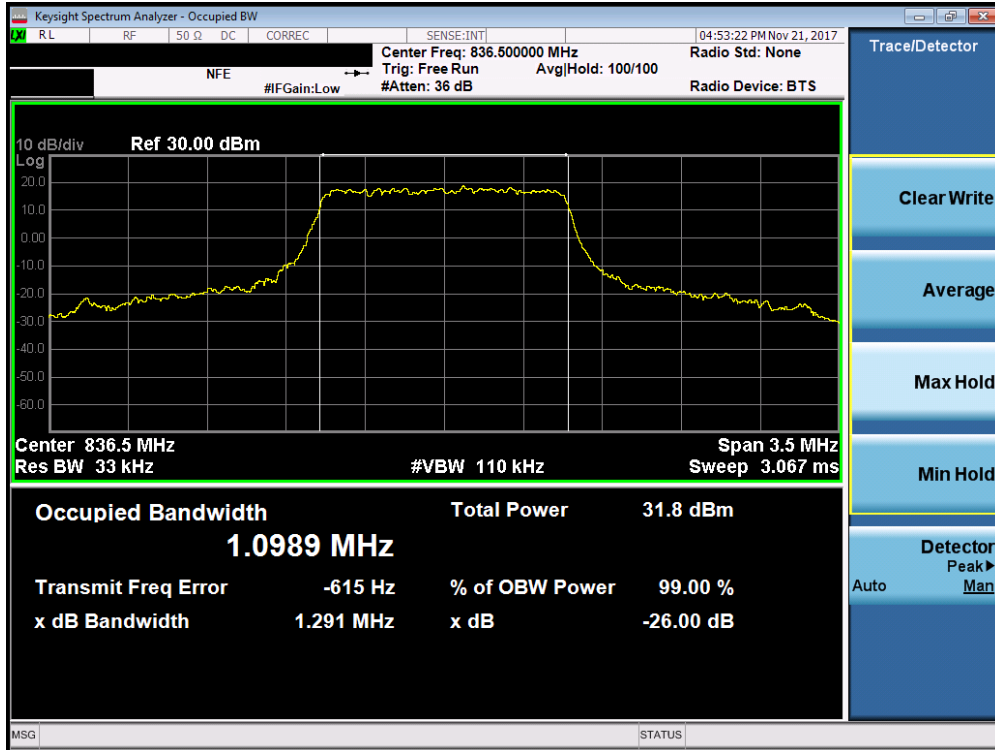 Keysight Spectrum Analyzer - Occupied BW
LXI RL RF 50 Ω DC CORREC SENSE:INT 04:53:22 PM Nov 21, 2017
Center Freq: 836.500000 MHz Radio Std: None
NFE Trig: Free Run Avg|Hold: 100/100
#IFGain:Low #Atten: 36 dB Radio Device: BTS
10 dB/div Ref 30.00 dBm
Log
20.0
10.0
0.00
-10.0
-20.0
-30.0
-40.0
-50.0
-60.0
Center 836.5 MHz Span 3.5 MHz
Res BW 33 kHz #VBW 110 kHz Sweep 3.067 ms
Occupied Bandwidth Total Power 31.8 dBm
1.0989 MHz
Transmit Freq Error -615 Hz % of OBW Power 99.00 %
x dB Bandwidth 1.291 MHz x dB -26.00 dB
Trace/Detector
Clear Write
Average
Max Hold
Min Hold
Detector
Peak▶
Auto Man
MSG STATUS